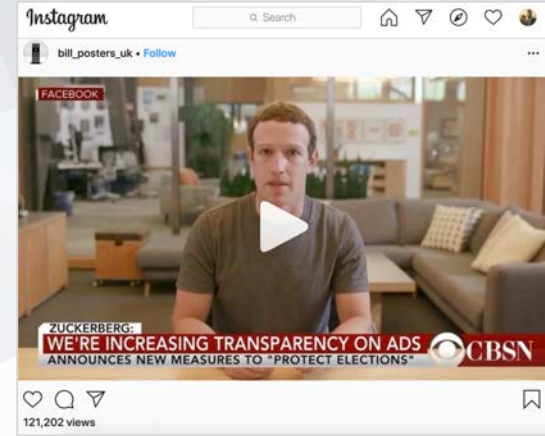 Instagram
Search
bill_posters_uk • Follow
FACEBOOK
ZUCKERBERG:
WE'RE INCREASING TRANSPARENCY ON ADS
ANNOUNCES NEW MEASURES TO "PROTECT ELECTIONS"
CBSN
121,202 views